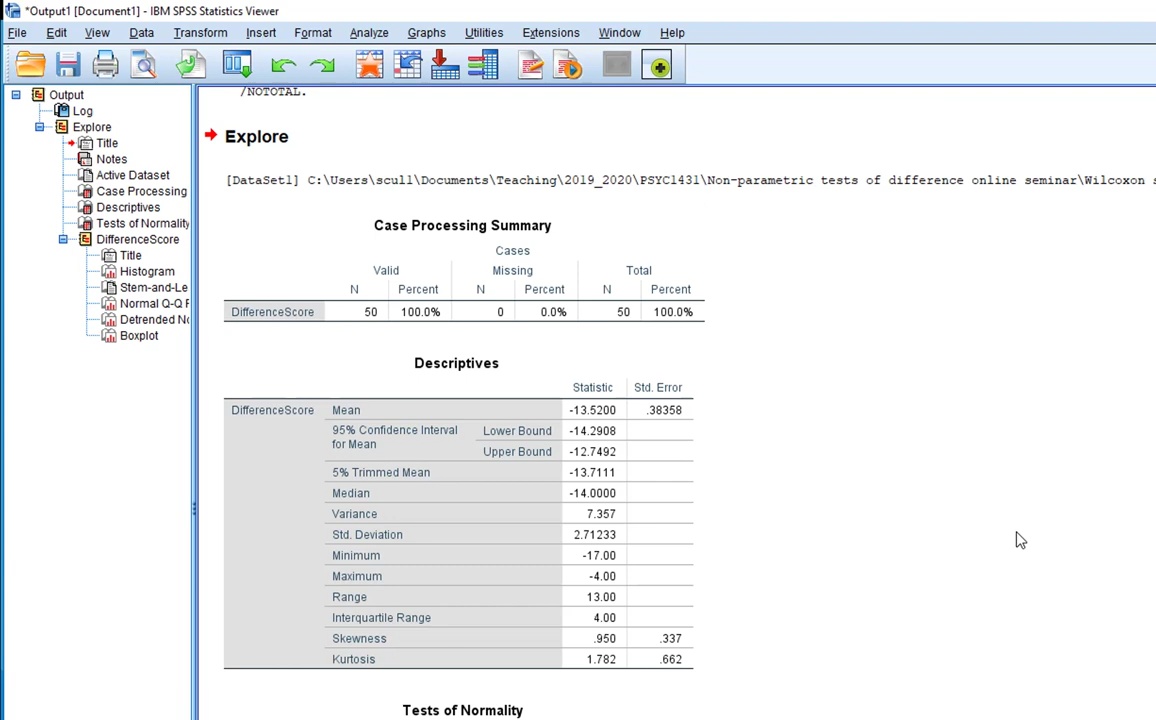 *Output1 [Document1] - IBM SPSS Statistics Viewer
File Edit View Data Transform Insert Format Analyze Graphs Utilities Extensions Window Help
Output
Log
Explore
Title
Notes
Active Dataset
Case Processing
Descriptives
Tests of Normality
DifferenceScore
Title
Histogram
Stem-and-Le
Normal Q-Q
Detrended No
Boxplot
/NOTOTAL.
Explore
[DataSet1] C:\Users\scull\Documents\Teaching\2019_2020\PSYC1431\Non-parametric tests of difference online seminar\Wilcoxon s
Case Processing Summary
Cases
Valid Missing Total
N Percent N Percent N Percent
DifferenceScore 50 100.0% 0 0.0% 50 100.0%
Descriptives
Statistic Std. Error
DifferenceScore Mean -13.5200 .38358
95% Confidence Interval Lower Bound -14.2908
for Mean
Upper Bound -12.7492
5% Trimmed Mean -13.7111
Median -14.0000
Variance 7.357
Std. Deviation 2.71233
Minimum -17.00
Maximum -4.00
Range 13.00
Interquartile Range 4.00
Skewness .950 .337
Kurtosis 1.782 .662
Tests of Normality